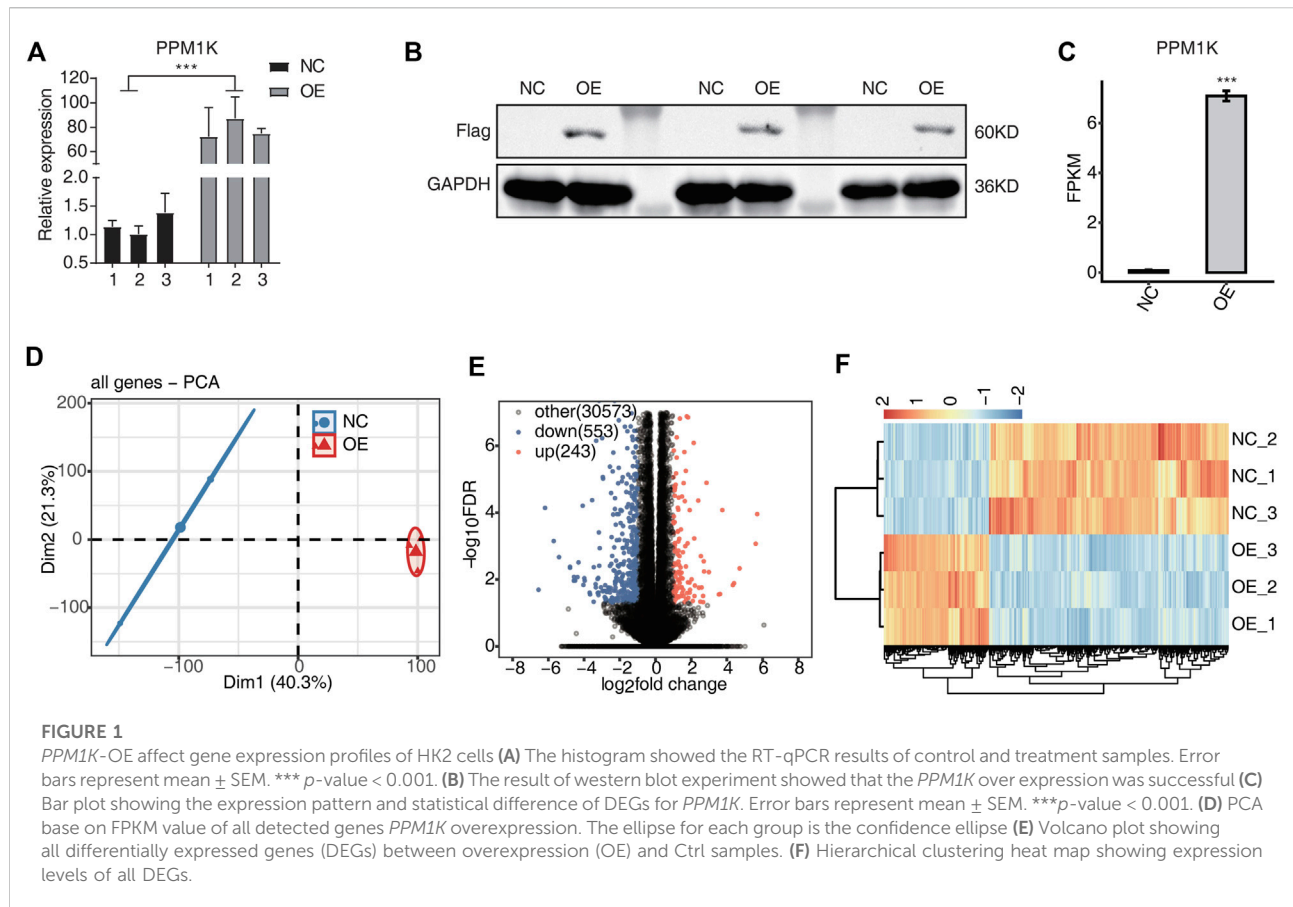 A
PPM1K
***
NC
OE
Relative expression
120
100
80
60
2.0
1.5
1.0
0.5
1 2 3 1 2 3
B
NC OE NC OE NC OE
Flag 60KD
GAPDH 36KD
C
PPM1K
***
FPKM
6
4
2
0
NC OE
D
all genes – PCA
NC
OE
Dim2 (21.3%)
200
100
0
−100
−100 0 100
Dim1 (40.3%)
E
other(30573)
down(553)
up(243)
-log10FDR
6
4
2
0
−8 −6 −4 −2 0 2 4 6 8
log2fold change
F
2 1 0 -1 -2
NC_2
NC_1
NC_3
OE_3
OE_2
OE_1
FIGURE 1
PPM1K-OE affect gene expression profiles of HK2 cells (A) The histogram showed the RT-qPCR results of control and treatment samples. Error
bars represent mean ± SEM. *** p-value < 0.001. (B) The result of western blot experiment showed that the PPM1K over expression was successful (C)
Bar plot showing the expression pattern and statistical difference of DEGs for PPM1K. Error bars represent mean ± SEM. ***p-value < 0.001. (D) PCA
base on FPKM value of all detected genes PPM1K overexpression. The ellipse for each group is the confidence ellipse (E) Volcano plot showing
all differentially expressed genes (DEGs) between overexpression (OE) and Ctrl samples. (F) Hierarchical clustering heat map showing expression
levels of all DEGs.